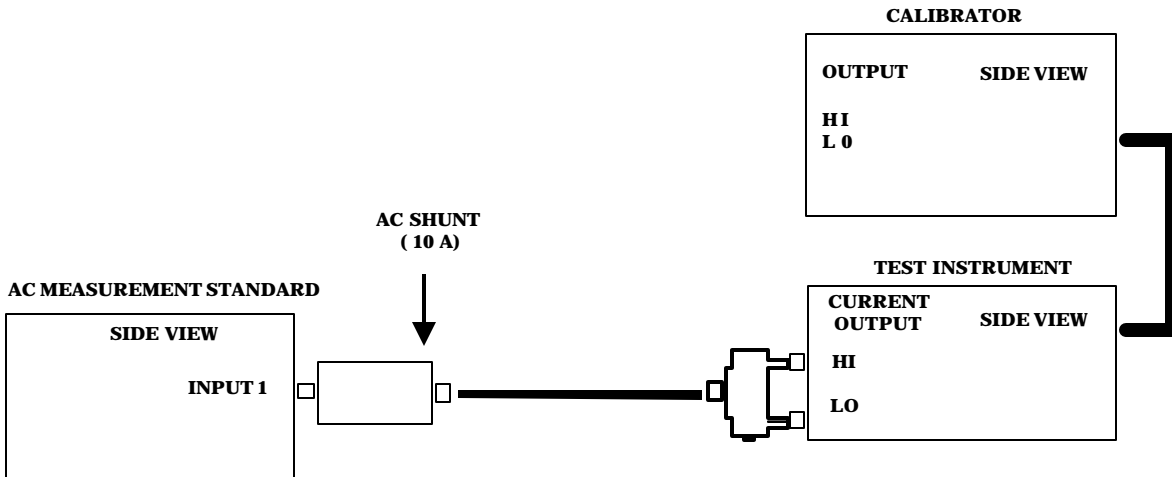 CALIBRATOR
OUTPUT
SIDE VIEW
HI
L 0
AC SHUNT
( 10 A)
TEST INSTRUMENT
AC MEASUREMENT STANDARD
CURRENT
OUTPUT
SIDE VIEW
SIDE VIEW
HI
INPUT 1
LO